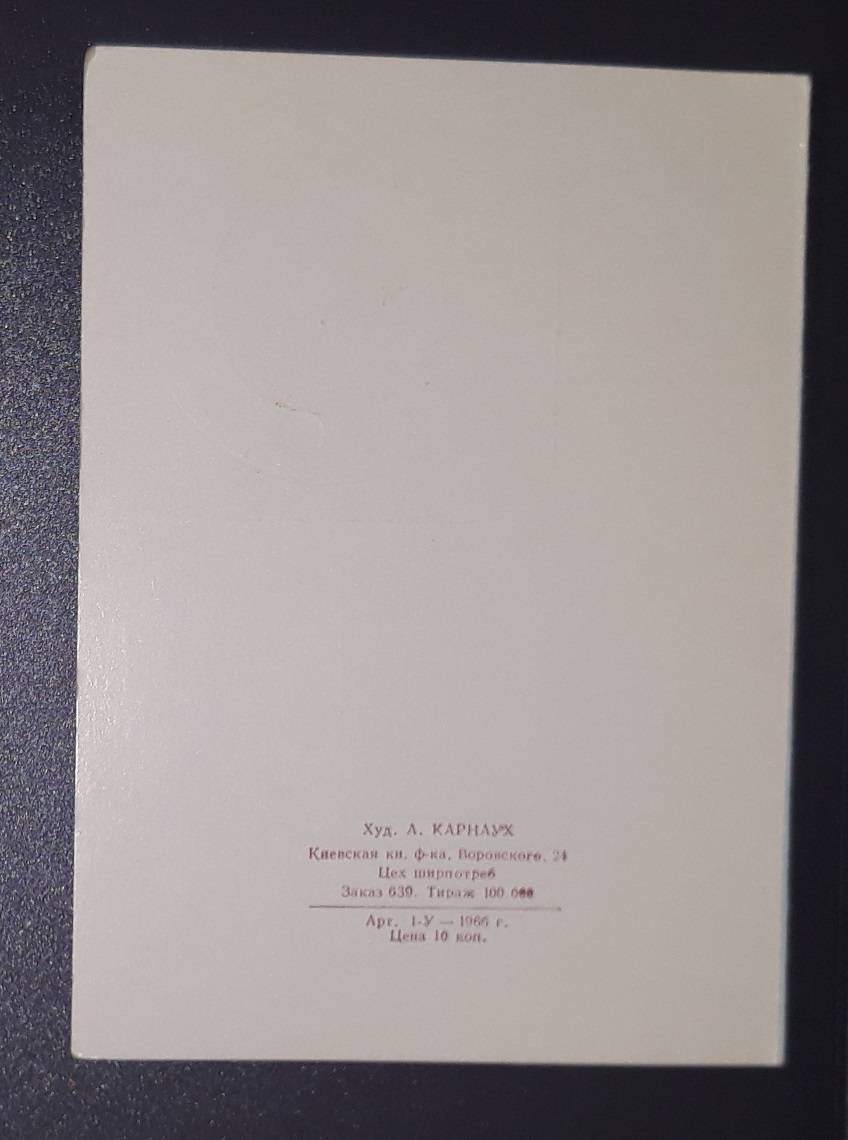 Худ. А. КАРНАУХ
Киевская кн. ф-ка, Воровского, 24
Цех ширпотреб
Заказ 639. Тираж 100 000
Арт. 1-У — 1966 г.
Цена 10 коп.